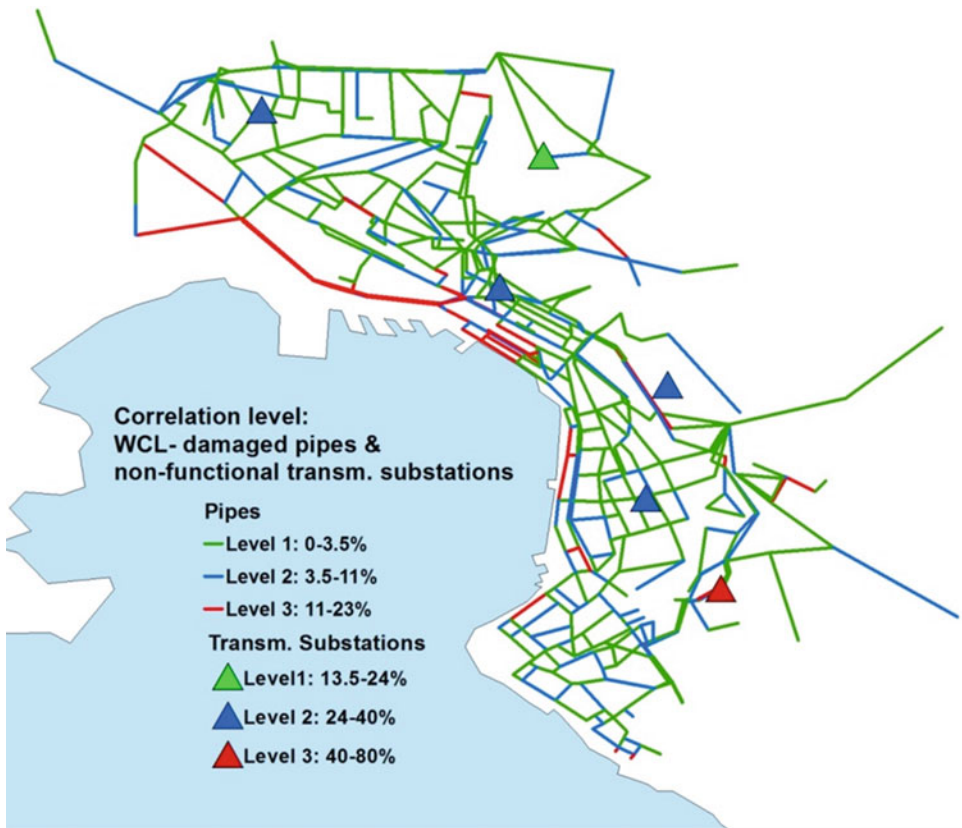 Correlation level:
WCL- damaged pipes &
non-functional transm. substations
Pipes
Level 1: 0-3.5%
Level 2: 3.5-11%
Level 3: 11-23%
Transm. Substations
Level1: 13.5-24%
Level 2: 24-40%
Level 3: 40-80%